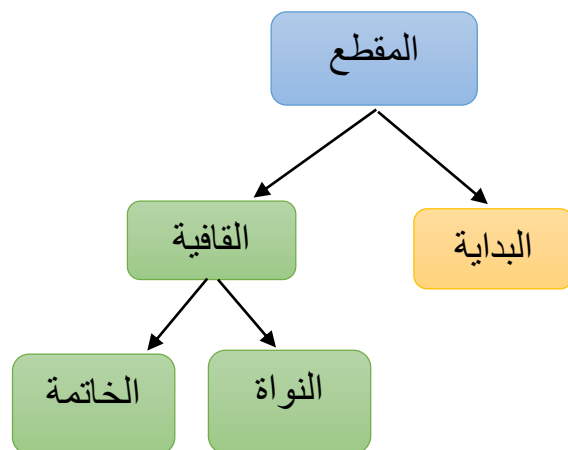 المقطع
البداية
القافية
النواة
الخاتمة